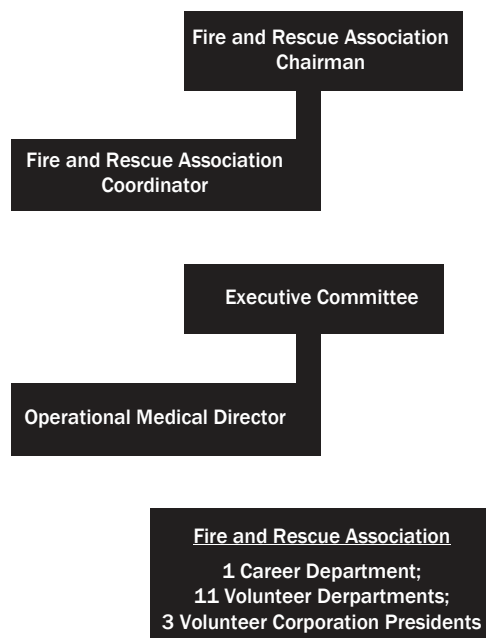 Fire and Rescue Association
Chairman
Fire and Rescue Association
Coordinator
Executive Committee
Operational Medical Director
Fire and Rescue Association
1 Career Department;
11 Volunteer Derpartments;
3 Volunteer Corporation Presidents